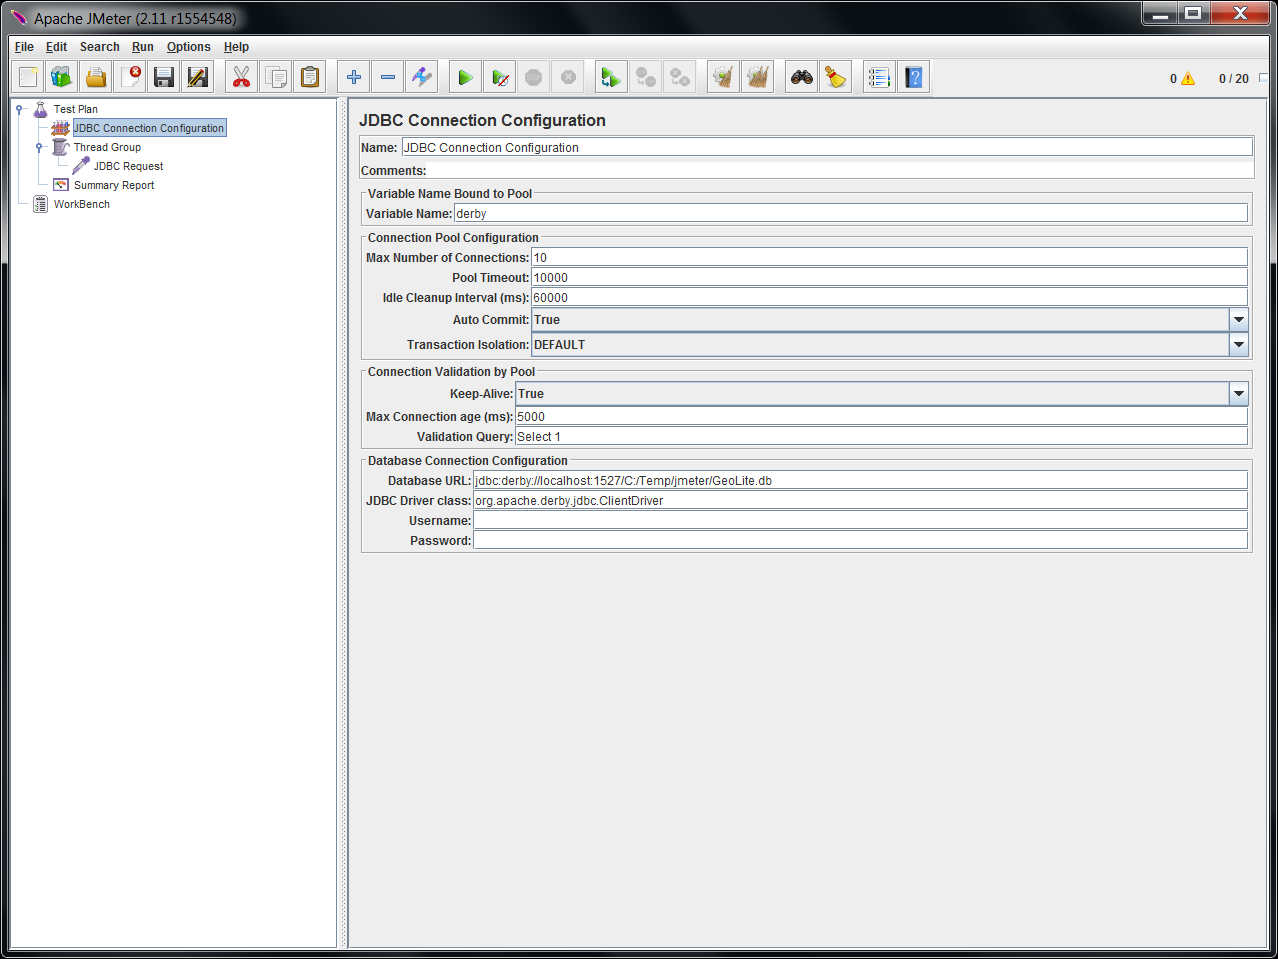 Apache JMeter (2.11 r1554548)
File Edit Search Run Options Help
0 0 / 20
Test Plan
JDBC Connection Configuration
Thread Group
JDBC Request
Summary Report
WorkBench
JDBC Connection Configuration
Name: JDBC Connection Configuration
Comments:
Variable Name Bound to Pool
Variable Name: derby
Connection Pool Configuration
Max Number of Connections: 10
Pool Timeout: 10000
Idle Cleanup Interval (ms): 60000
Auto Commit: True
Transaction Isolation: DEFAULT
Connection Validation by Pool
Keep-Alive: True
Max Connection age (ms): 5000
Validation Query: Select 1
Database Connection Configuration
Database URL: jdbc:derby://localhost:1527/C:/Temp/jmeter/GeoLite.db
JDBC Driver class: org.apache.derby.jdbc.ClientDriver
Username:
Password: